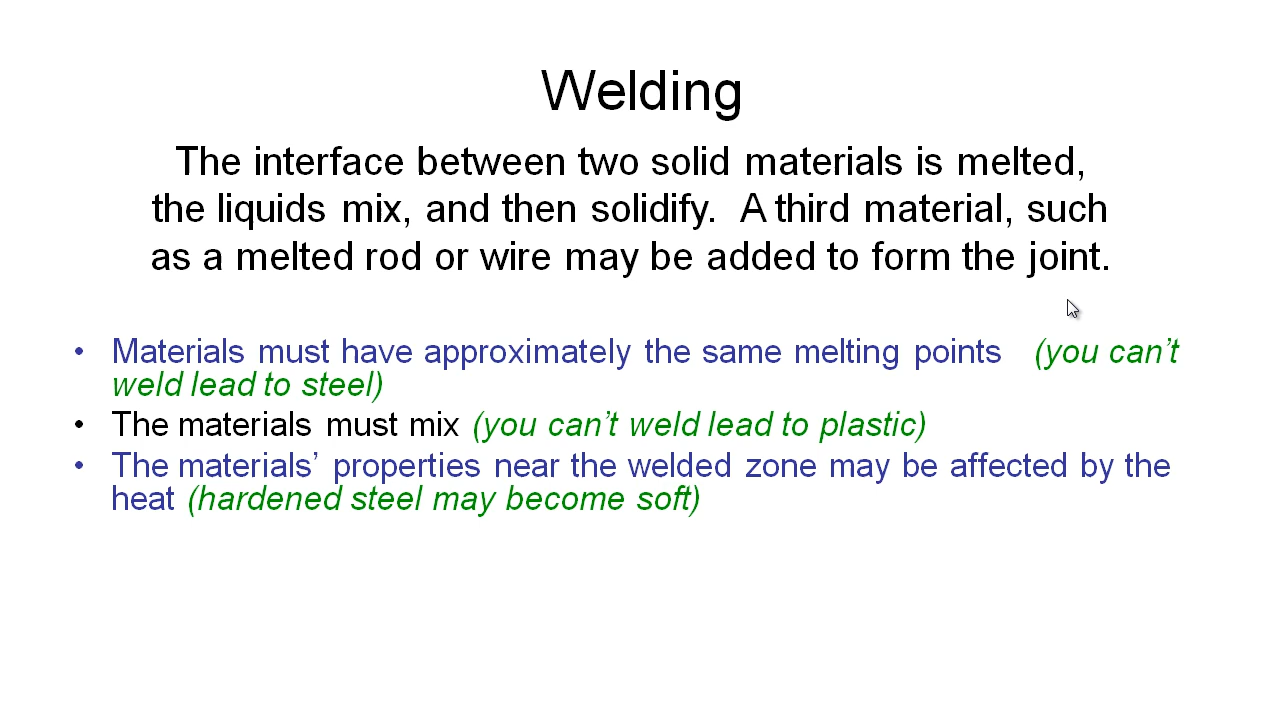 Welding
The interface between two solid materials is melted,
the liquids mix, and then solidify.  A third material, such
as a melted rod or wire may be added to form the joint.
• Materials must have approximately the same melting points   (you can’t
weld lead to steel)
• The materials must mix (you can’t weld lead to plastic)
• The materials’ properties near the welded zone may be affected by the
heat (hardened steel may become soft)